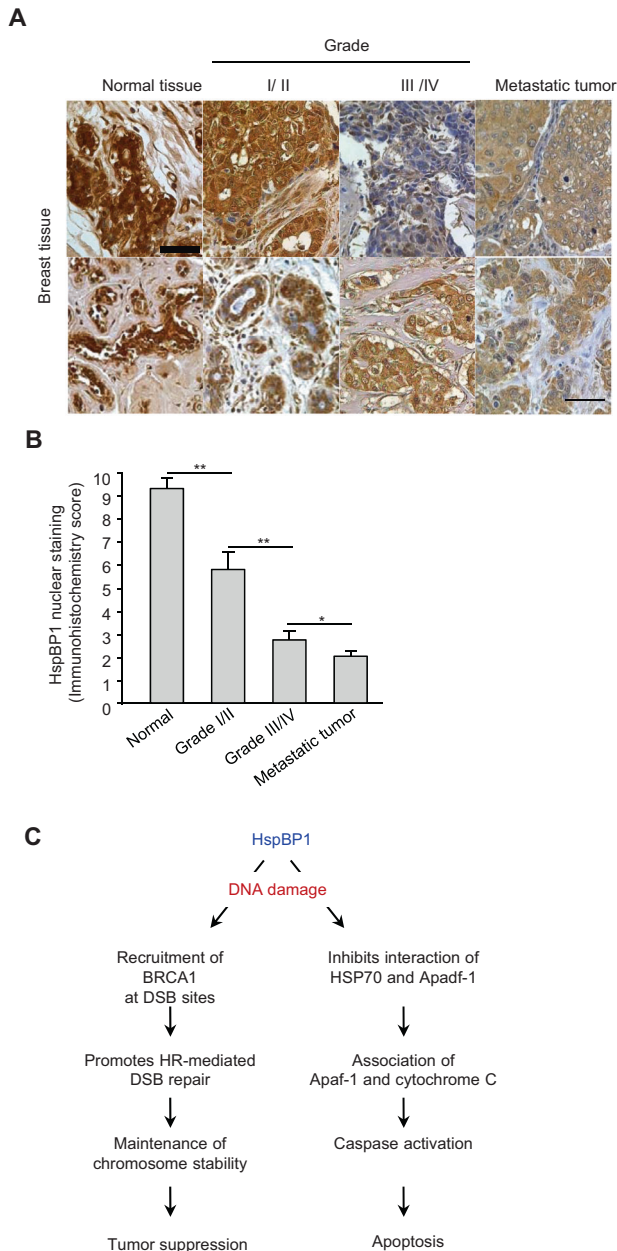 A
Grade
Normal tissue
I/ II
III /IV
Metastatic tumor
Breast tissue
B
HspBP1 nuclear staining
(Immunohistochemistry score)
10
9
8
7
6
5
4
3
2
1
0
**
**
*
Normal
Grade I/II
Grade III/IV
Metastatic tumor
C
HspBP1
DNA damage
Recruitment of
BRCA1
at DSB sites
Inhibits interaction of
HSP70 and Apadf-1
Promotes HR-mediated
DSB repair
Association of
Apaf-1 and cytochrome C
Maintenance of
chromosome stability
Caspase activation
Tumor suppression
Apoptosis